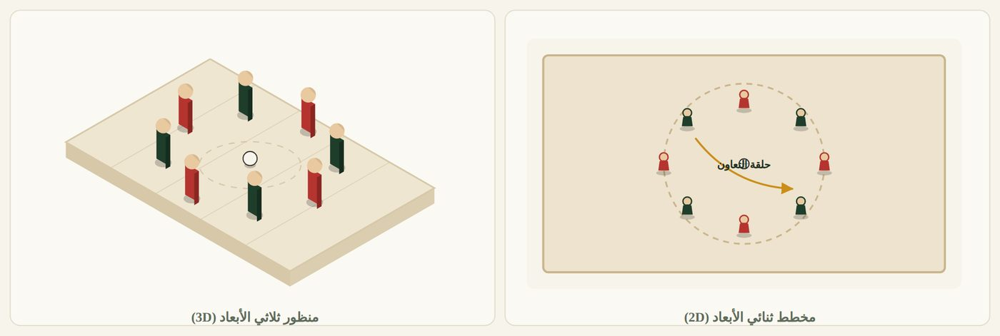 حلقة التعاون
منظور ثلاثي الأبعاد (3D)
مخطط ثنائي الأبعاد (2D)